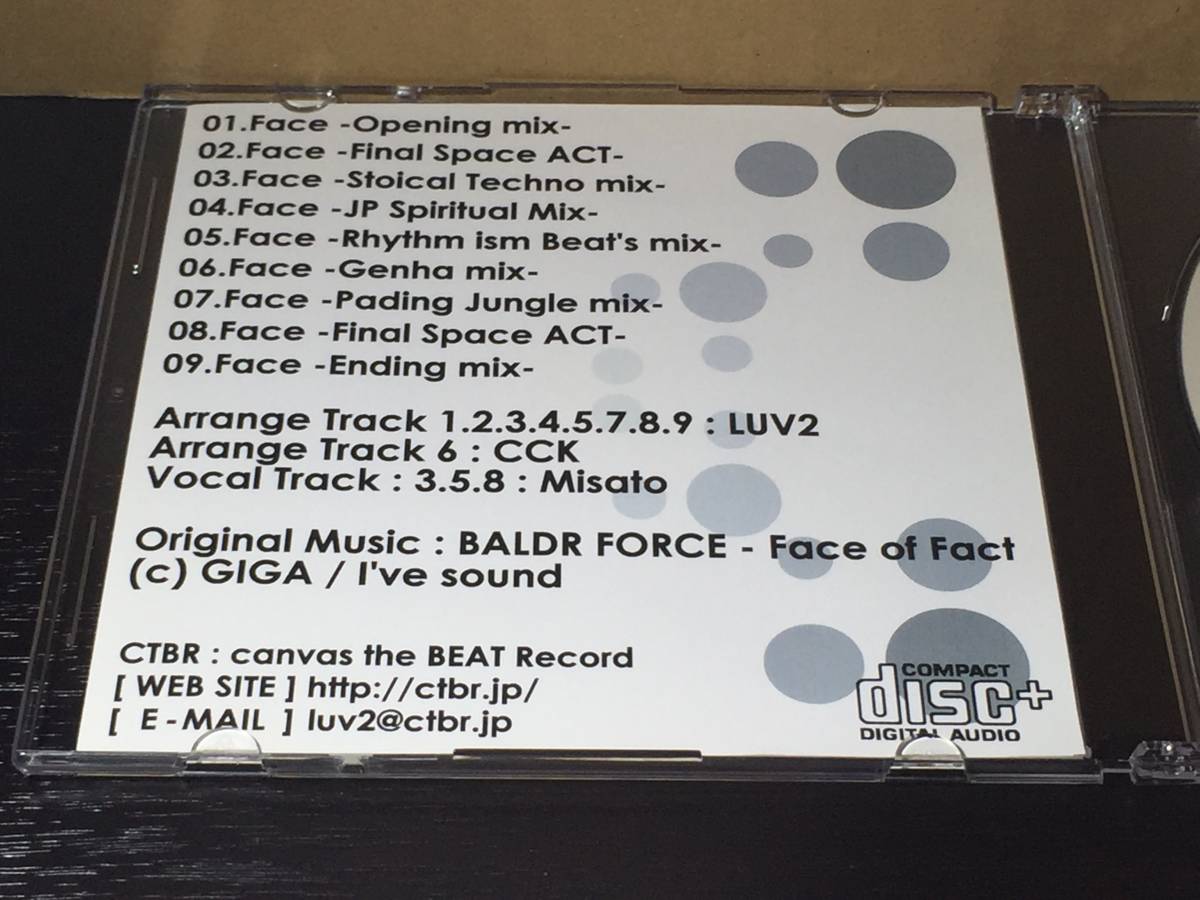 01.Face -Opening mix-
02.Face -Final Space ACT-
03.Face -Stoical Techno mix-
04.Face -JP Spiritual Mix-
05.Face -Rhythm ism Beat's mix-
06.Face -Genha mix-
07.Face -Pading Jungle mix-
08.Face -Final Space ACT-
09.Face -Ending mix-
Arrange Track 1.2.3.4.5.7.8.9 : LUV2
Arrange Track 6 : CCK
Vocal Track : 3.5.8 : Misato
Original Music : BALDR FORCE - Face of Fact
(c) GIGA / I've sound
CTBR : canvas the BEAT Record
[ WEB SITE ] http://ctbr.jp/
[ E-MAIL ] luv2@ctbr.jp
COMPACT
disc+
DIGITAL AUDIO